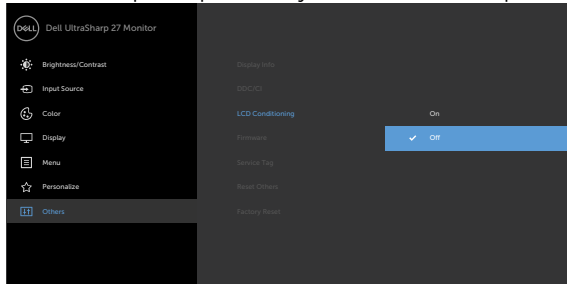 DELL
Dell UltraSharp 27 Monitor
Brightness/Contrast
Input Source
Color
Display
Menu
Personalize
Others
Display Info
DDC/CI
LCD Conditioning
Firmware
Service Tag
Reset Others
Factory Reset
On
Off